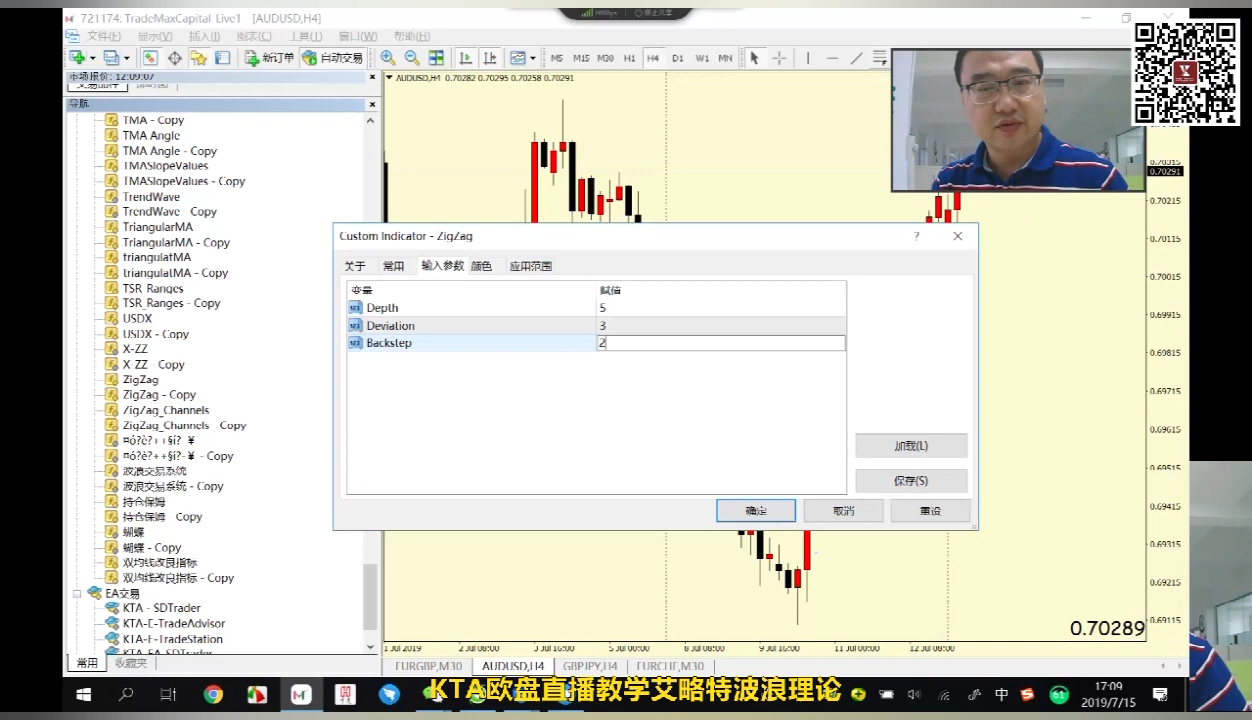 721174: TradeMaxCapital-Live1 - [AUDUSD,H4]
文件(F) 显示(V) 插入(I) 图表(C) 工具(T) 窗口(W) 帮助(H)
新订单 自动交易 M5 M15 M30 H1 H4 D1 W1 MN
市场报价: 12:09:07
导航
TMA - Copy
TMA Angle
TMA Angle - Copy
TMASlopeValues
TMASlopeValues - Copy
TrendWave
TrendWave - Copy
TriangularMA
TriangularMA - Copy
triangulatMA
triangulatMA - Copy
TSR_Ranges
TSR_Ranges - Copy
USDX
USDX - Copy
X-ZZ
X-ZZ - Copy
ZigZag
ZigZag - Copy
ZigZag_Channels
ZigZag_Channels - Copy
波浪交易系统
波浪交易系统 - Copy
持仓保姆
持仓保姆 - Copy
蝴蝶
蝴蝶 - Copy
双均线改良指标
双均线改良指标 - Copy
EA交易
KTA - SDTrader
KTA-E-TradeAdvisor
KTA-E-TradeStation
KTA-EA-SDTrader
常用 收藏夹
AUDUSD,H4 0.70282 0.70295 0.70258 0.70291
Custom Indicator - ZigZag
关于 常用 输入参数 颜色 应用范围
变量 赋值
Depth 5
Deviation 3
Backstep 2
加载(L)
保存(S)
确定 取消 重设
0.70315
0.70291
0.70215
0.70115
0.70015
0.69915
0.69815
0.69715
0.69615
0.69515
0.69415
0.69315
0.69215
0.69115
0.70289
1 Jul 2019 2 Jul 08:00 3 Jul 16:00 5 Jul 00:00 8 Jul 08:00 9 Jul 16:00 11 Jul 00:00 12 Jul 08:00
EURGBP,M30 AUDUSD,H4 GBPJPY,H4 EURCHF,M30
KTA欧盘直播教学艾略特波浪理论
中 61 17:09
2019/7/15